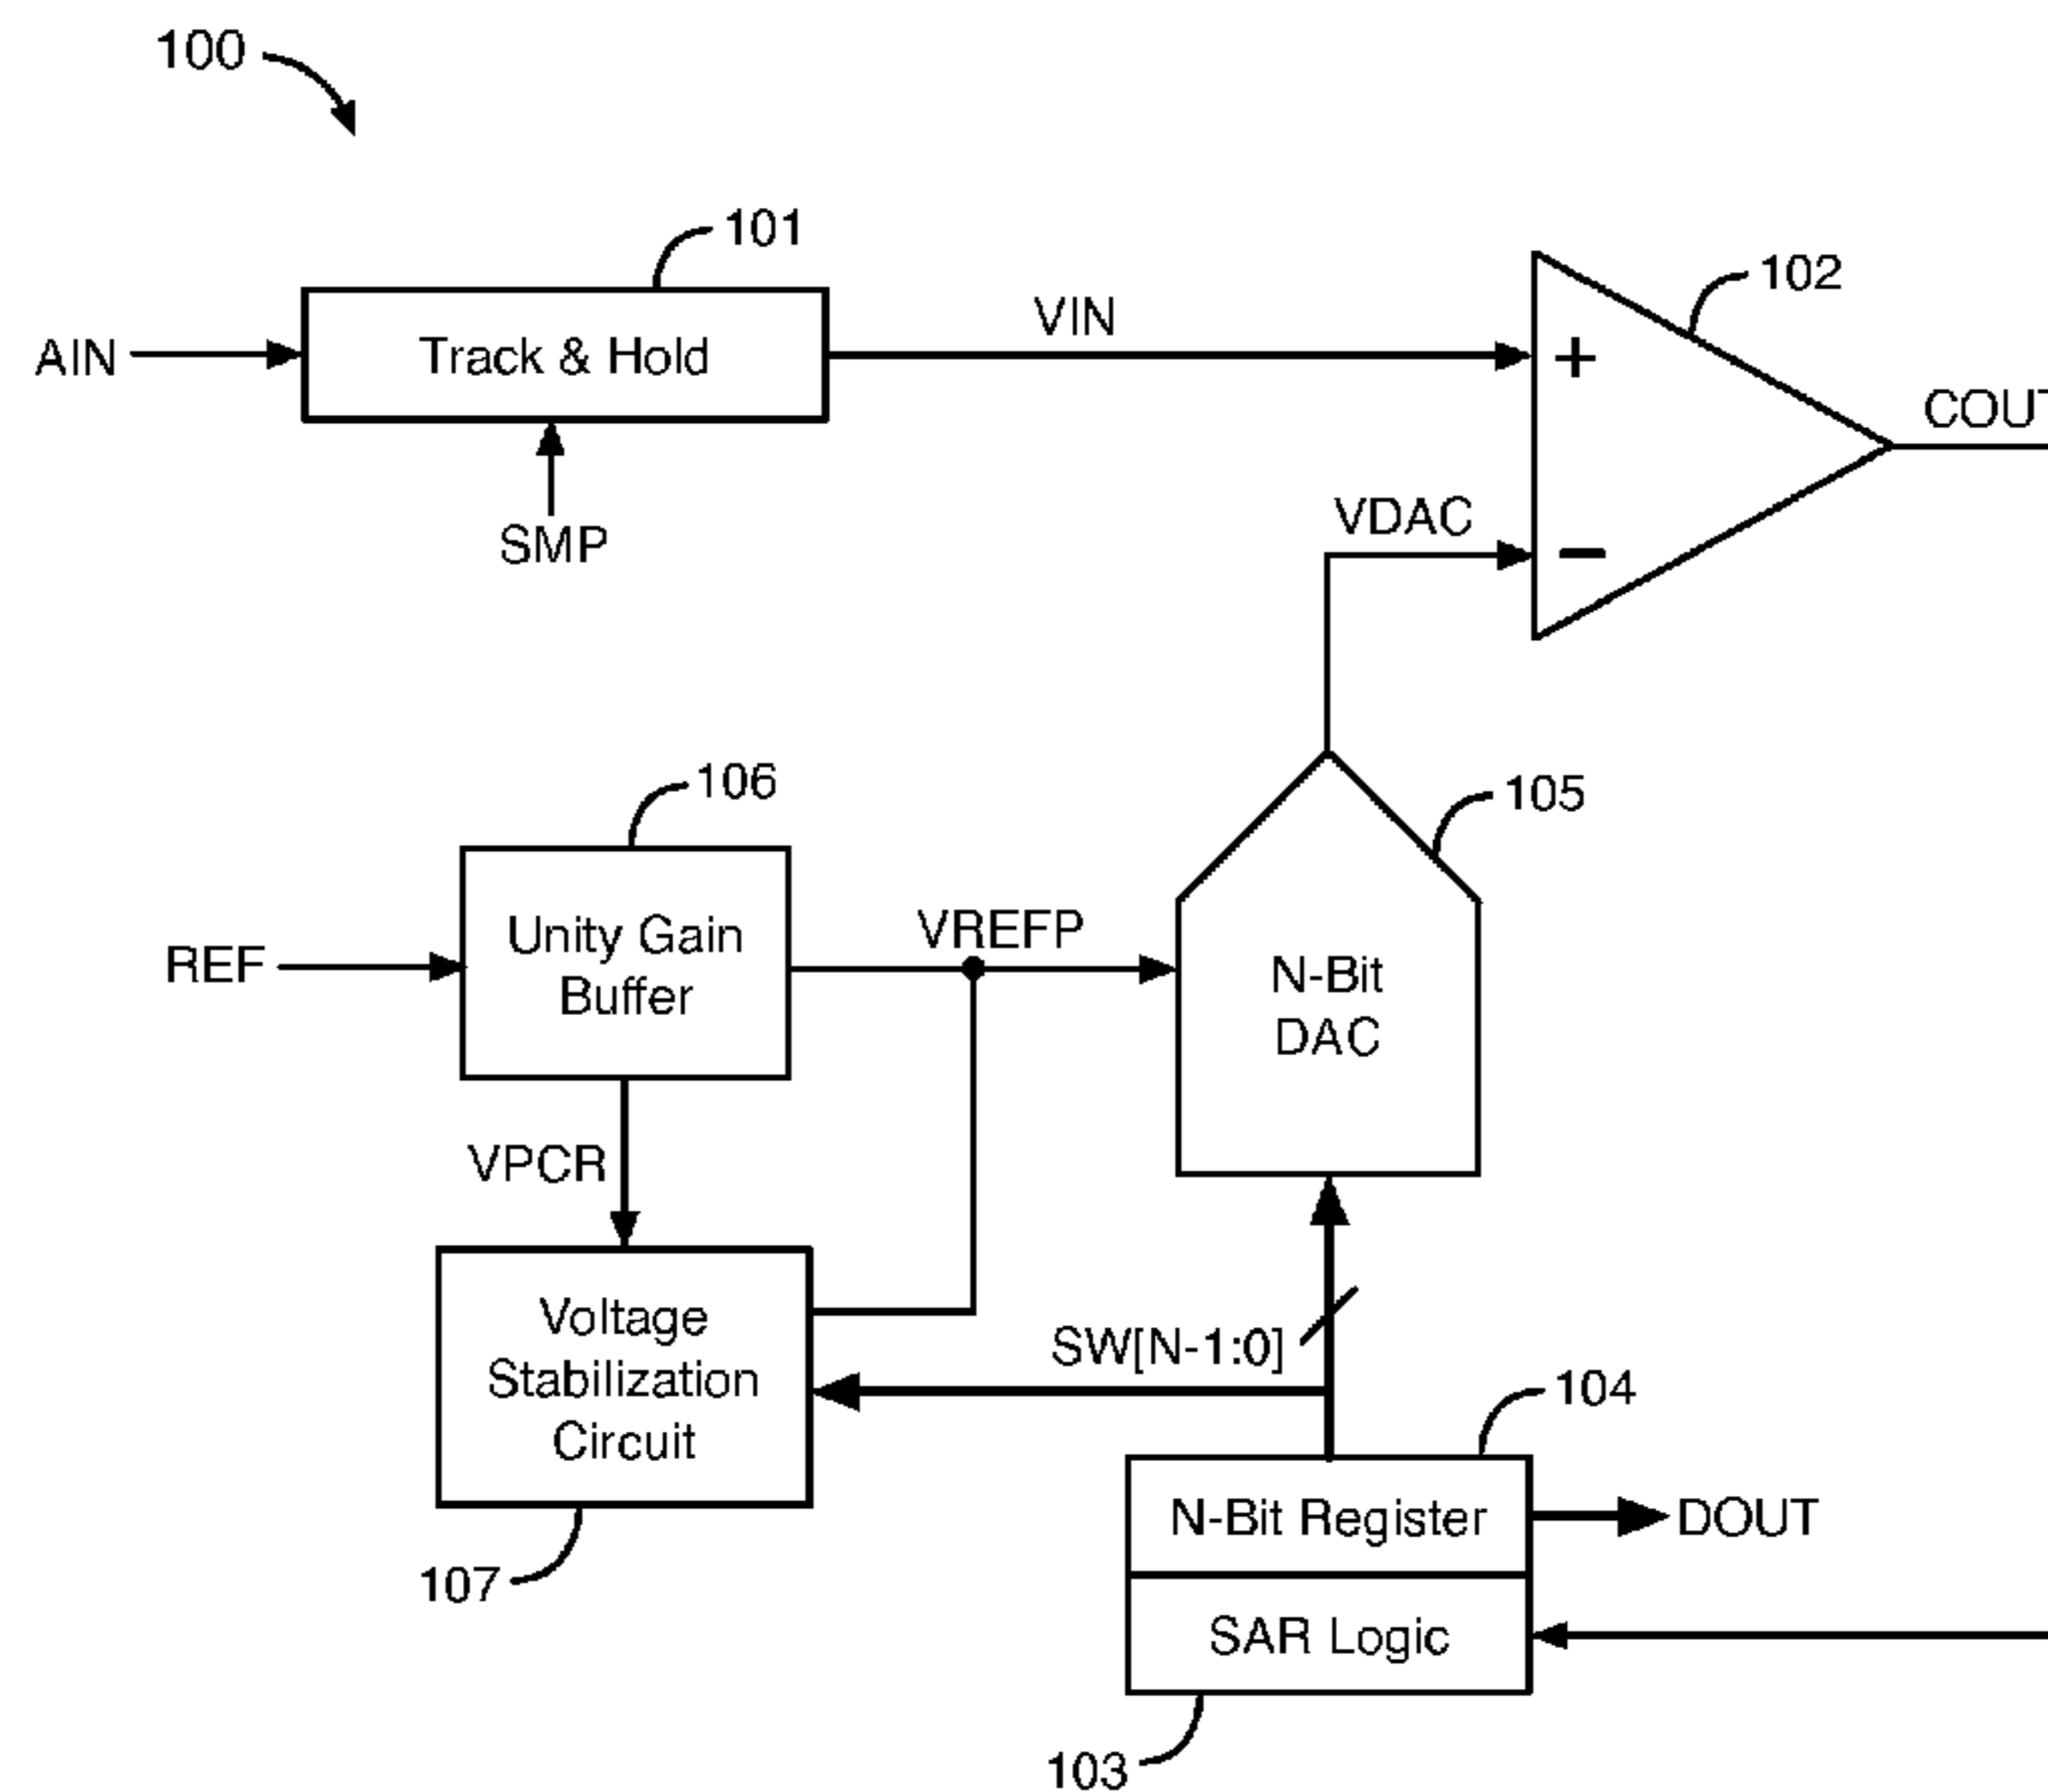 100
101
AIN
Track & Hold
VIN
+
102
COUT
SMP
VDAC
−
106
105
REF
Unity Gain
Buffer
VREFP
N-Bit
DAC
VPCR
Voltage
Stabilization
Circuit
SW[N-1:0]
104
107
N-Bit Register
DOUT
SAR Logic
103